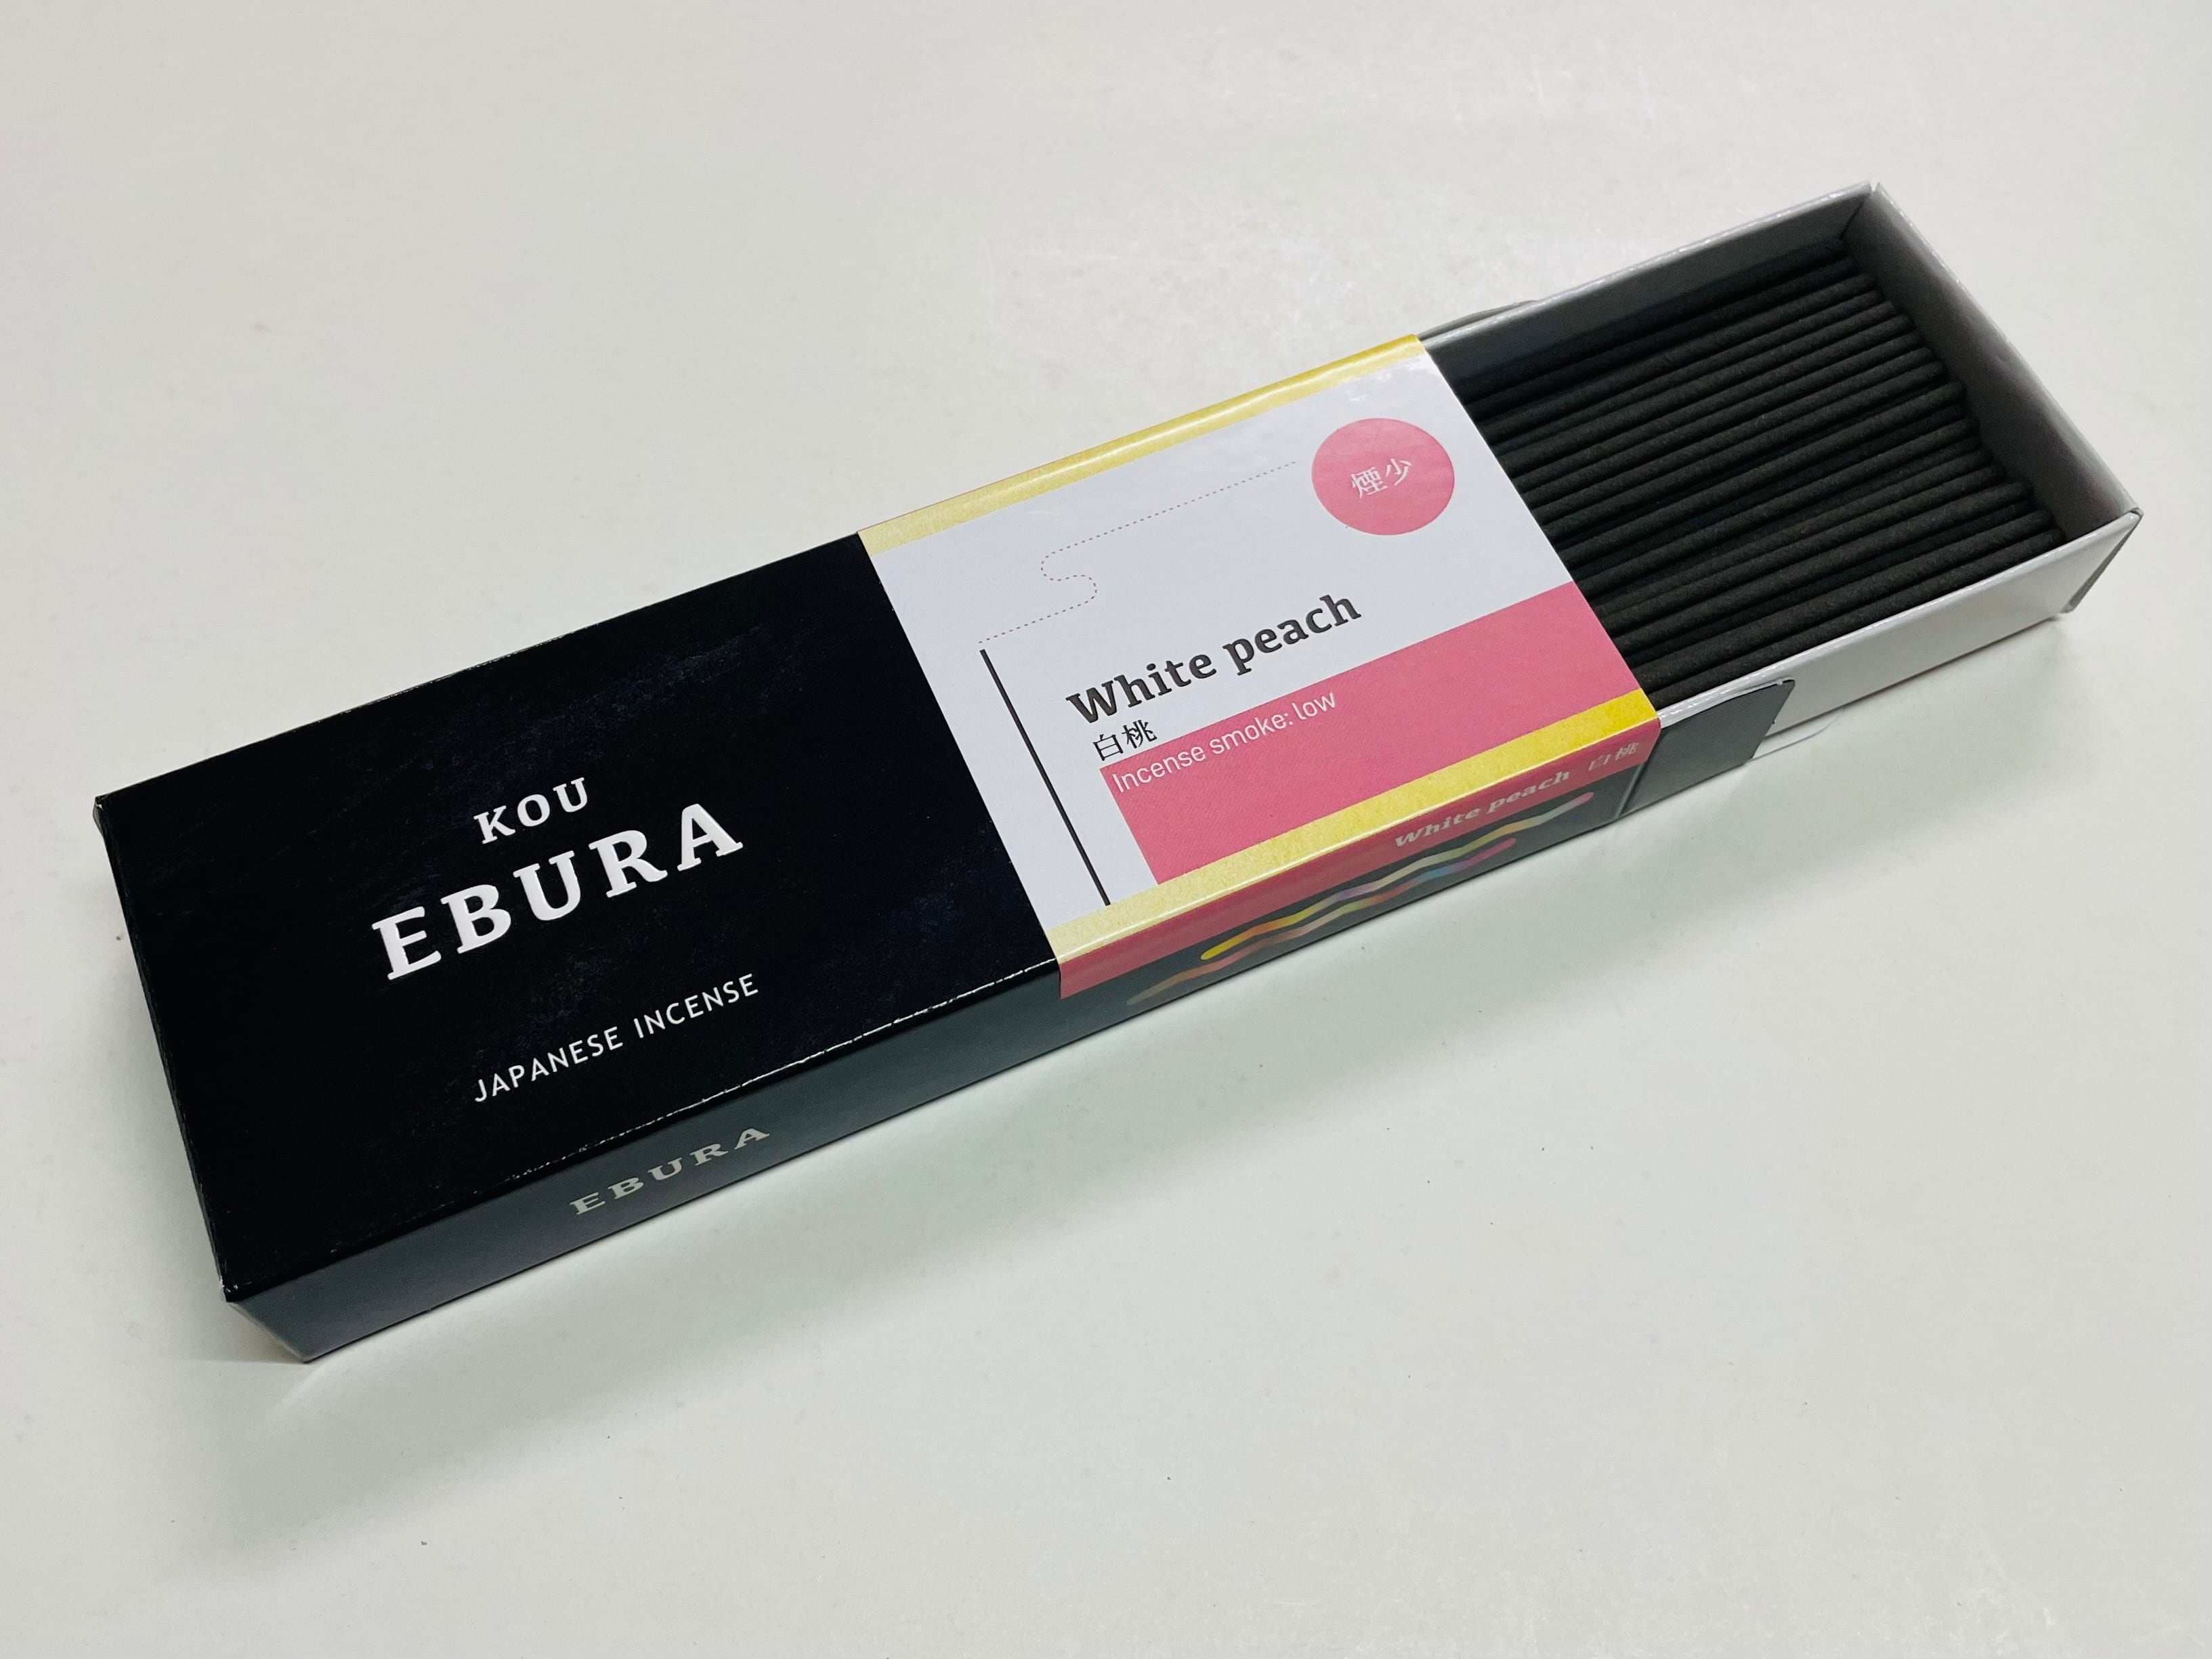 KOU
EBURA
JAPANESE INCENSE
EBURA
煙少
White peach
白桃
Incense smoke: low
White peach 白桃